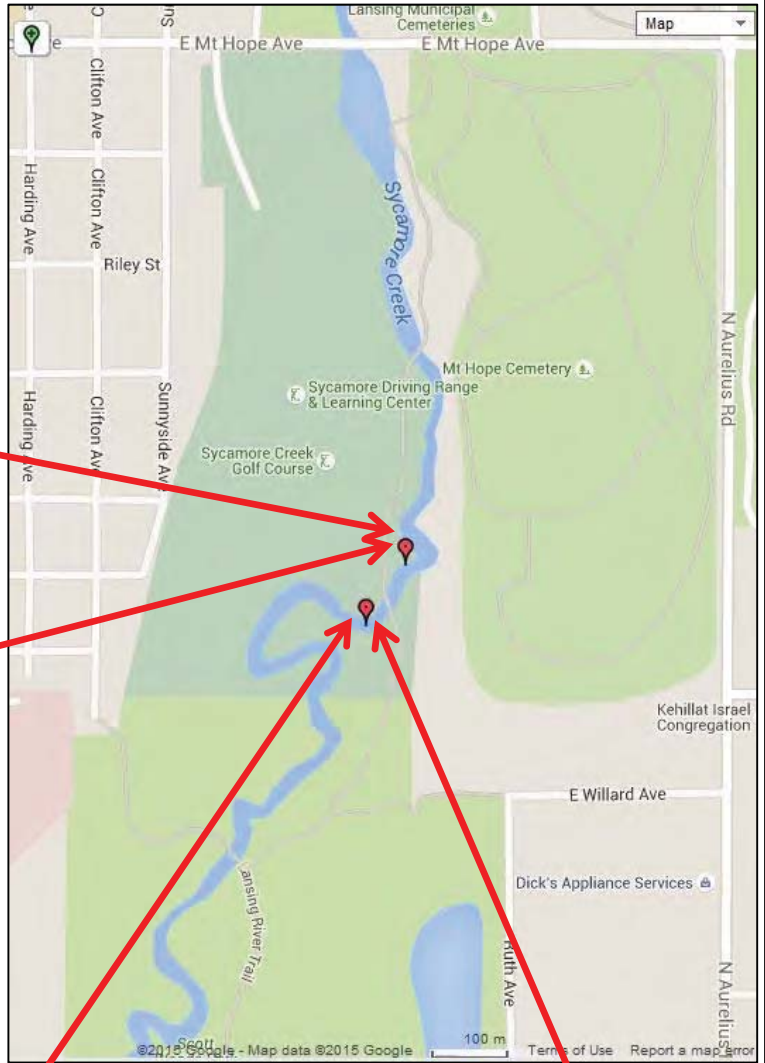 Lansing Municipal
Cemeteries
Map
E Mt Hope Ave
E Mt Hope Ave
Clifton Ave
Harding Ave
Clifton Ave
Riley St
Sycamore Creek
N Aurelius Rd
Mt Hope Cemetery
Sycamore Driving Range
& Learning Center
Harding Ave
Clifton Ave
Sunnyside Ave
Sycamore Creek
Golf Course
Kehillat Israel
Congregation
E Willard Ave
Dick's Appliance Services
Lansing River Trail
Ruth Ave
N Aurelius
Scott
©2015 Google - Map data ©2015 Google
100 m
Terms of Use
Report a map error